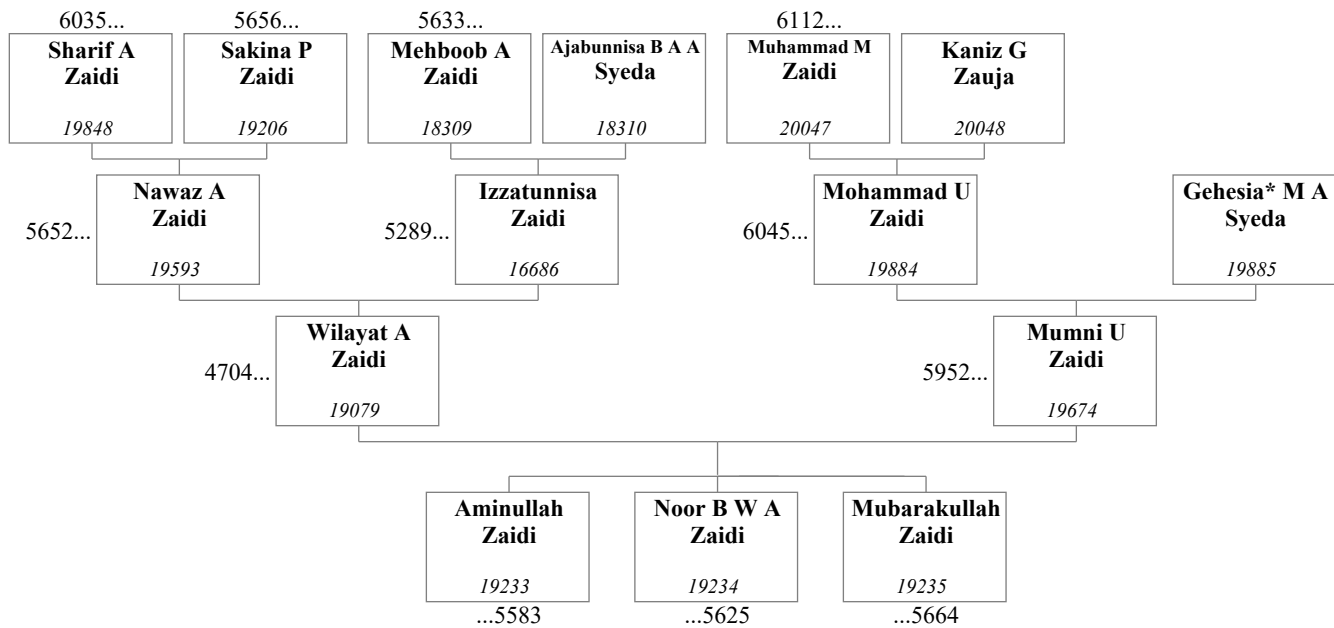 6035...
5656...
5633...
6112...
Sharif A
Zaidi
19848
Sakina P
Zaidi
19206
Mehboob A
Zaidi
18309
Ajabunnisa B A A
Syeda
18310
Muhammad M
Zaidi
20047
Kaniz G
Zauja
20048
5652...
Nawaz A
Zaidi
19593
5289...
Izzatunnisa
Zaidi
16686
6045...
Mohammad U
Zaidi
19884
Gehesia* M A
Syeda
19885
4704...
Wilayat A
Zaidi
19079
5952...
Mumni U
Zaidi
19674
Aminullah
Zaidi
19233
...5583
Noor B W A
Zaidi
19234
...5625
Mubarakullah
Zaidi
19235
...5664